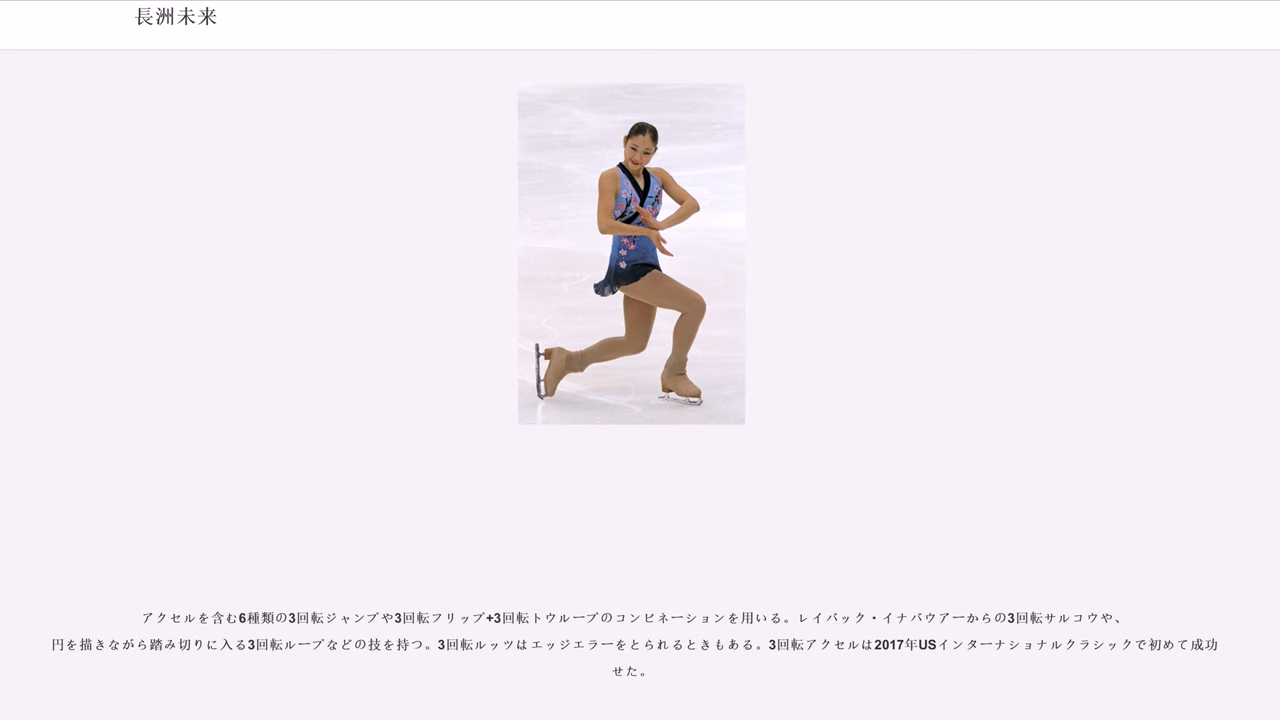 長洲未来
アクセルを含む6種類の3回転ジャンプや3回転フリップ+3回転トウループのコンビネーションを用いる。レイバック・イナバウアーからの3回転サルコウや、
円を描きながら踏み切りに入る3回転ループなどの技を持つ。3回転ルッツはエッジエラーをとられるときもある。3回転アクセルは2017年USインターナショナルクラシックで初めて成功
せた。